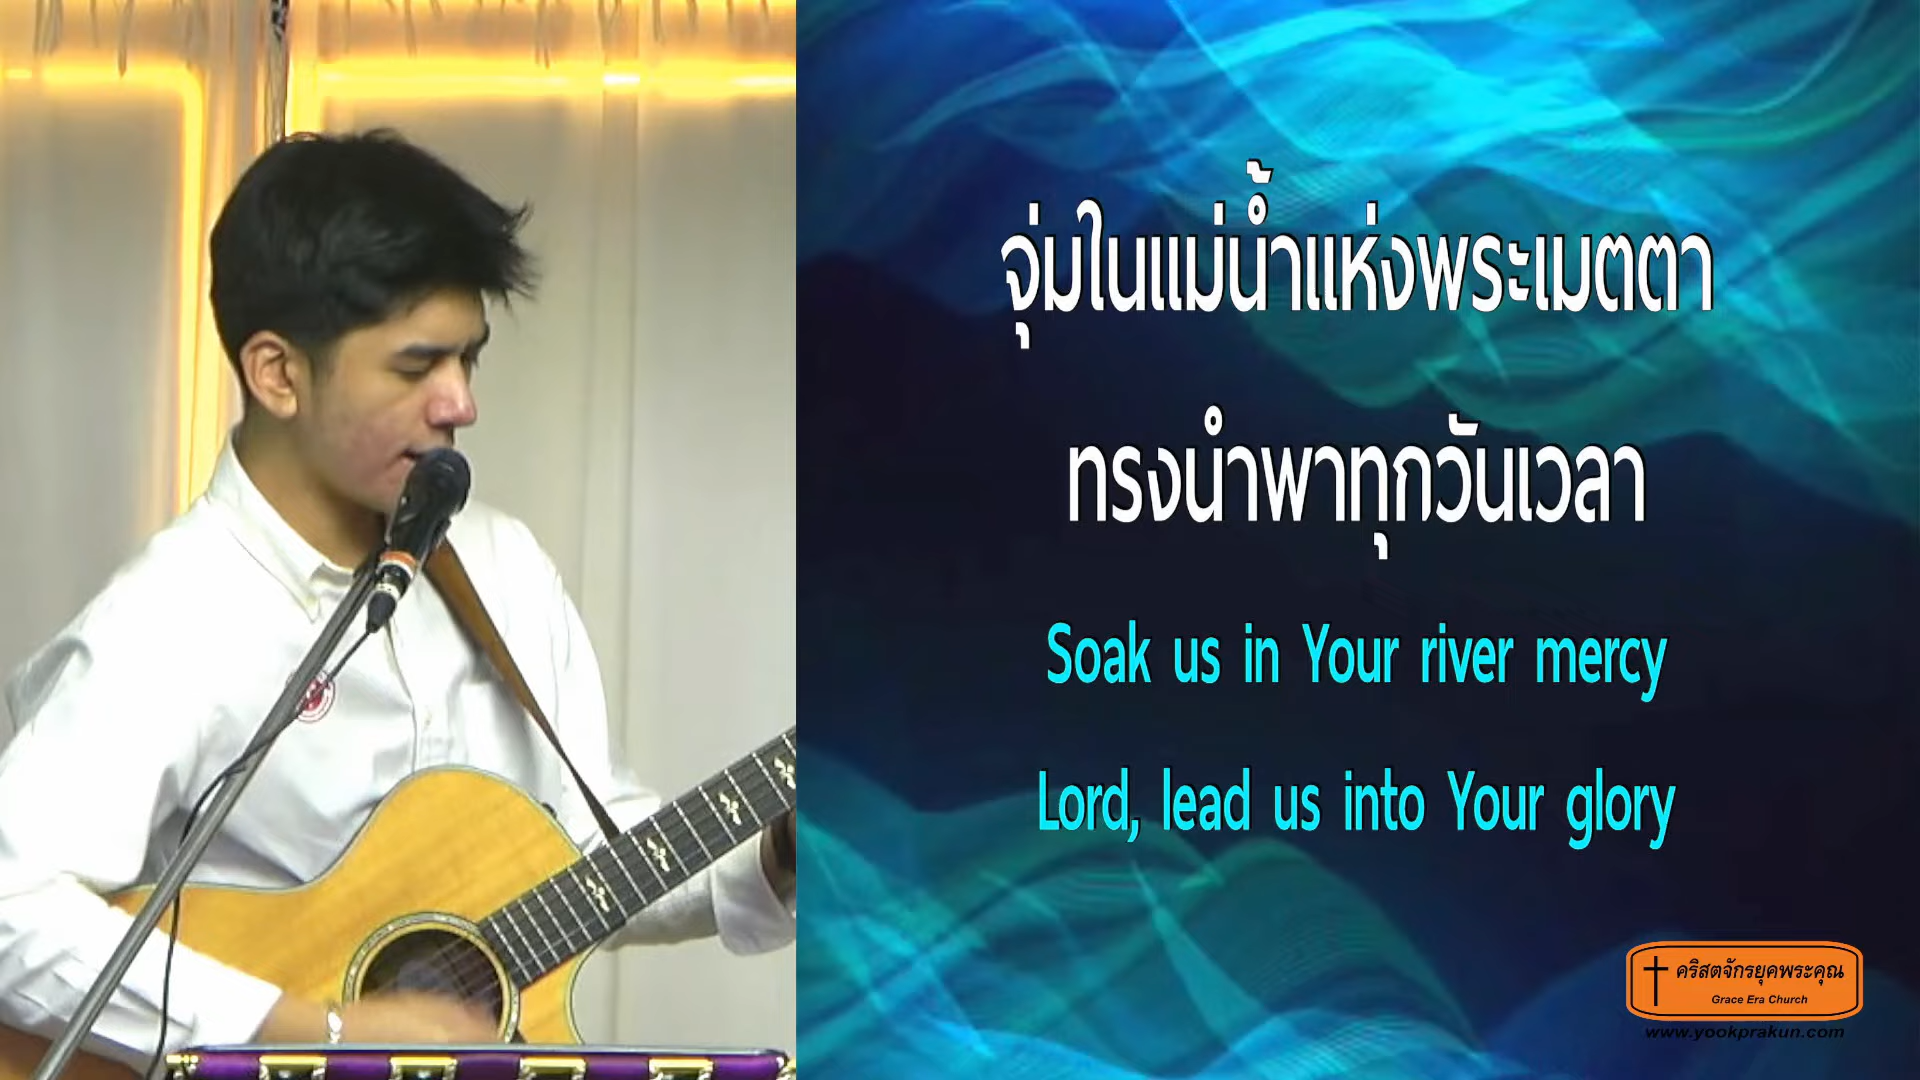 จุ่มในแม่น้ำแห่งพระเมตตา
ทรงนำพาทุกวันเวลา
Soak us in Your river mercy
Lord, lead us into Your glory
คริสตจักรยุคพระคุณ
Grace Era Church
www.yookprakun.com